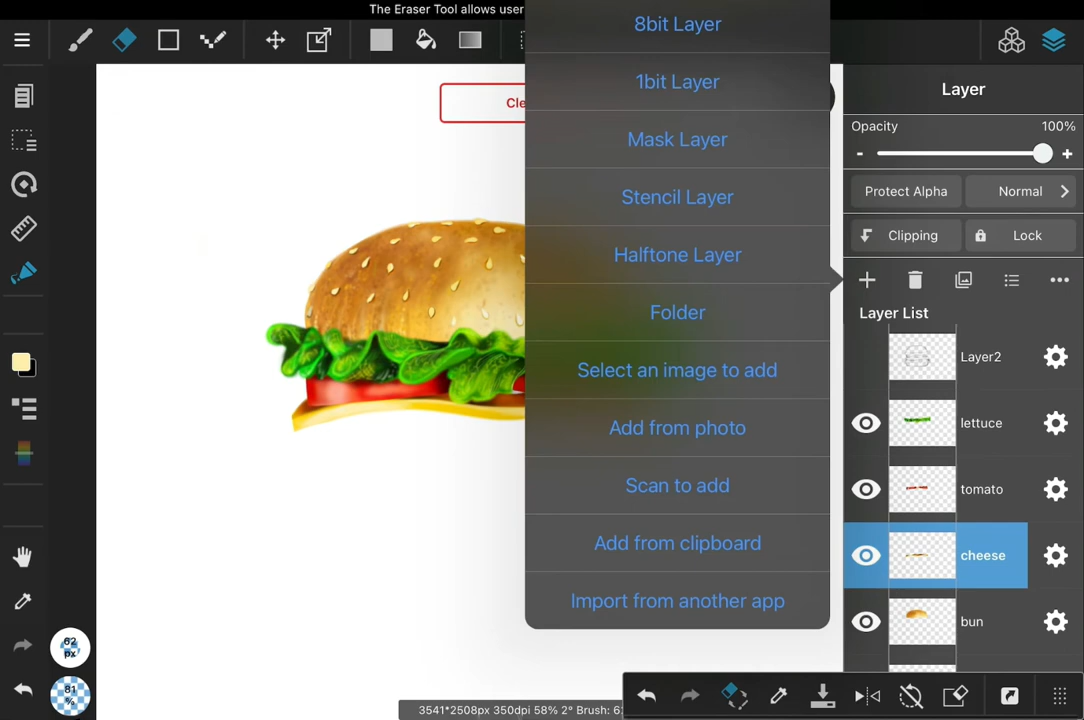 The Eraser Tool allows user
8bit Layer
1bit Layer
Mask Layer
Stencil Layer
Halftone Layer
Folder
Select an image to add
Add from photo
Scan to add
Add from clipboard
Import from another app
Cle
Layer
Opacity
100%
-
+
Protect Alpha
Normal
Clipping
Lock
Layer List
Layer2
lettuce
tomato
cheese
bun
62
px
81
%
3541*2508px 350dpi 58% 2° Brush: 6